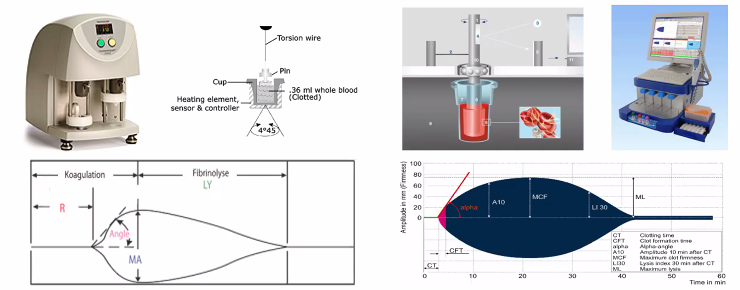 Torsion wire
Pin
Cup
.36 ml whole blood
(Clotted)
Heating element,
sensor & controller
4°45
Koagulation
Fibrinolyse
LY
R
Angle
MA
Amplitude in mm (Firmness)
100
80
60
40
20
0
20
40
60
80
100
alpha
A10
MCF
LI 30
ML
CFT
CT
CT Clotting time
CFT Clot formation time
alpha Alpha-angle
A10 Amplitude 10 min after CT
MCF Maximum clot firmness
LI30 Lysis index 30 min after CT
ML Maximum lysis
0 10 20 30 40 50 60
Time in min